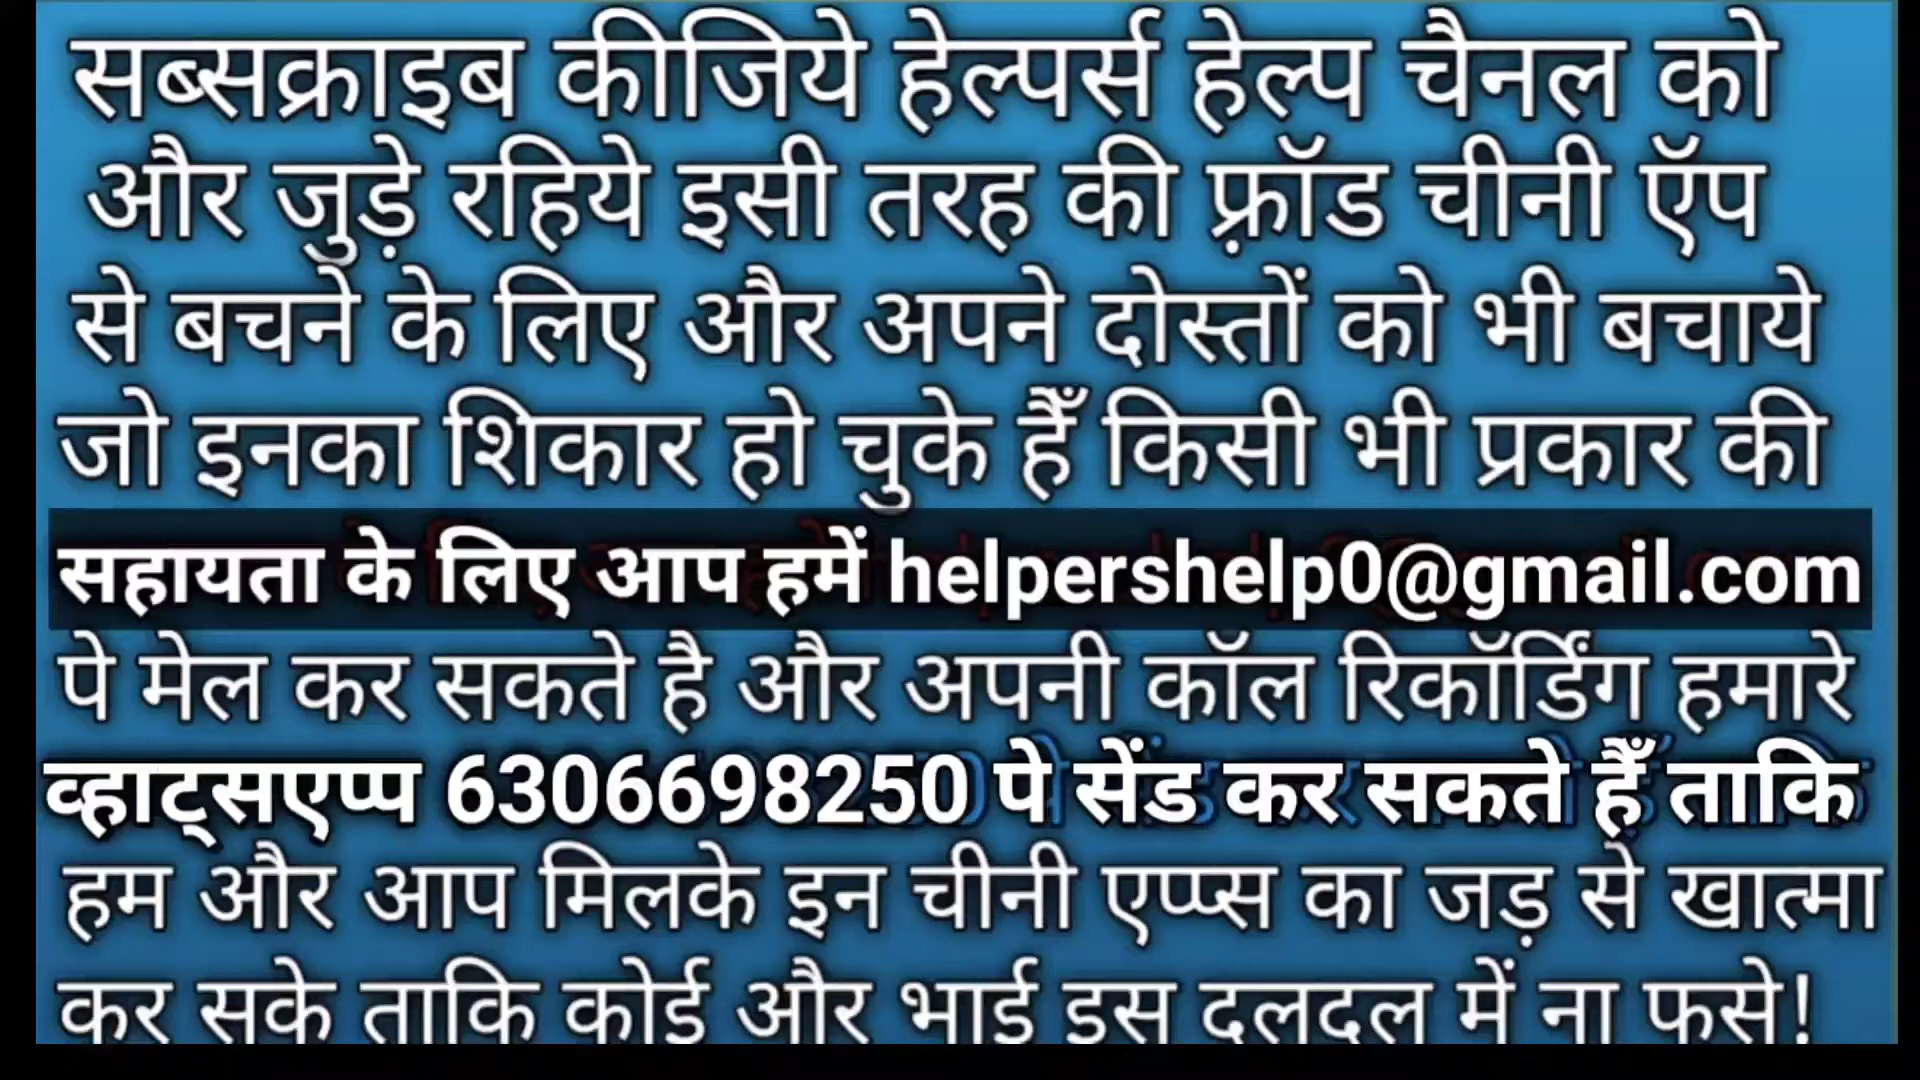 सब्सक्राइब कीजिये हेल्पर्स हेल्प चैनल को
और जुड़े रहिये इसी तरह की फ़्रॉड चीनी ऍप
से बचने के लिए और अपने दोस्तों को भी बचाये
जो इनका शिकार हो चुके हैँ किसी भी प्रकार की
सहायता के लिए आप हमें helpershelp0@gmail.com
पे मेल कर सकते है और अपनी कॉल रिकॉर्डिंग हमारे
व्हाट्सएप्प 6306698250 पे सेंड कर सकते हैँ ताकि
हम और आप मिलके इन चीनी एप्प्स का जड़ से खात्मा
कर सके ताकि कोई और भाई इस दलदल में ना फसे!